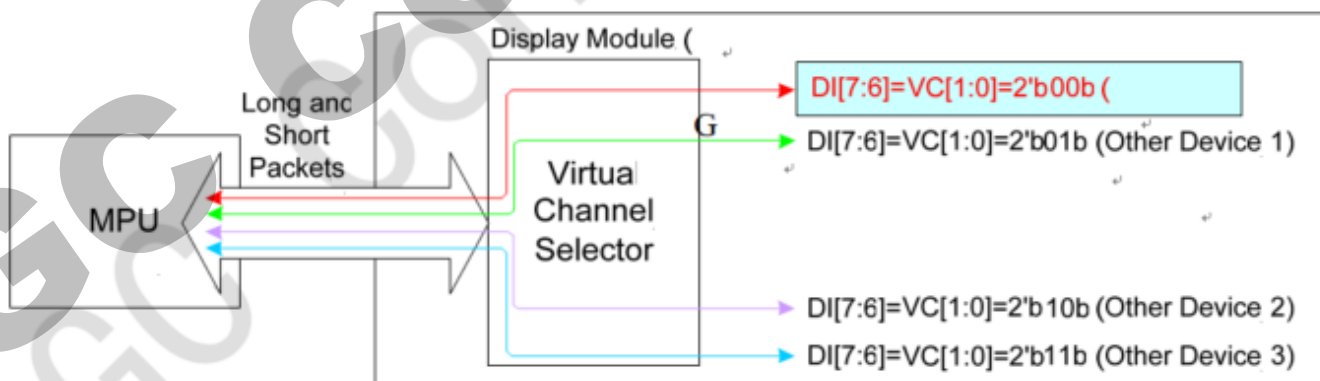 Display Module (
DI[7:6]=VC[1:0]=2'b00b (
Long and
Short
Packets
G
DI[7:6]=VC[1:0]=2'b01b (Other Device 1)
MPU
Virtual
Channel
Selector
DI[7:6]=VC[1:0]=2'b10b (Other Device 2)
DI[7:6]=VC[1:0]=2'b11b (Other Device 3)